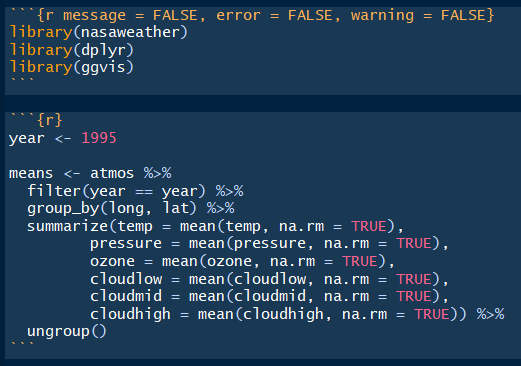 ```{r message = FALSE, error = FALSE, warning = FALSE}
library(nasaweather)
library(dplyr)
library(ggvis)
```
```{r}
year <- 1995
means <- atmos %>%
  filter(year == year) %>%
  group_by(long, lat) %>%
  summarize(temp = mean(temp, na.rm = TRUE),
         pressure = mean(pressure, na.rm = TRUE),
         ozone = mean(ozone, na.rm = TRUE),
         cloudlow = mean(cloudlow, na.rm = TRUE),
         cloudmid = mean(cloudmid, na.rm = TRUE),
         cloudhigh = mean(cloudhigh, na.rm = TRUE)) %>%
  ungroup()
```